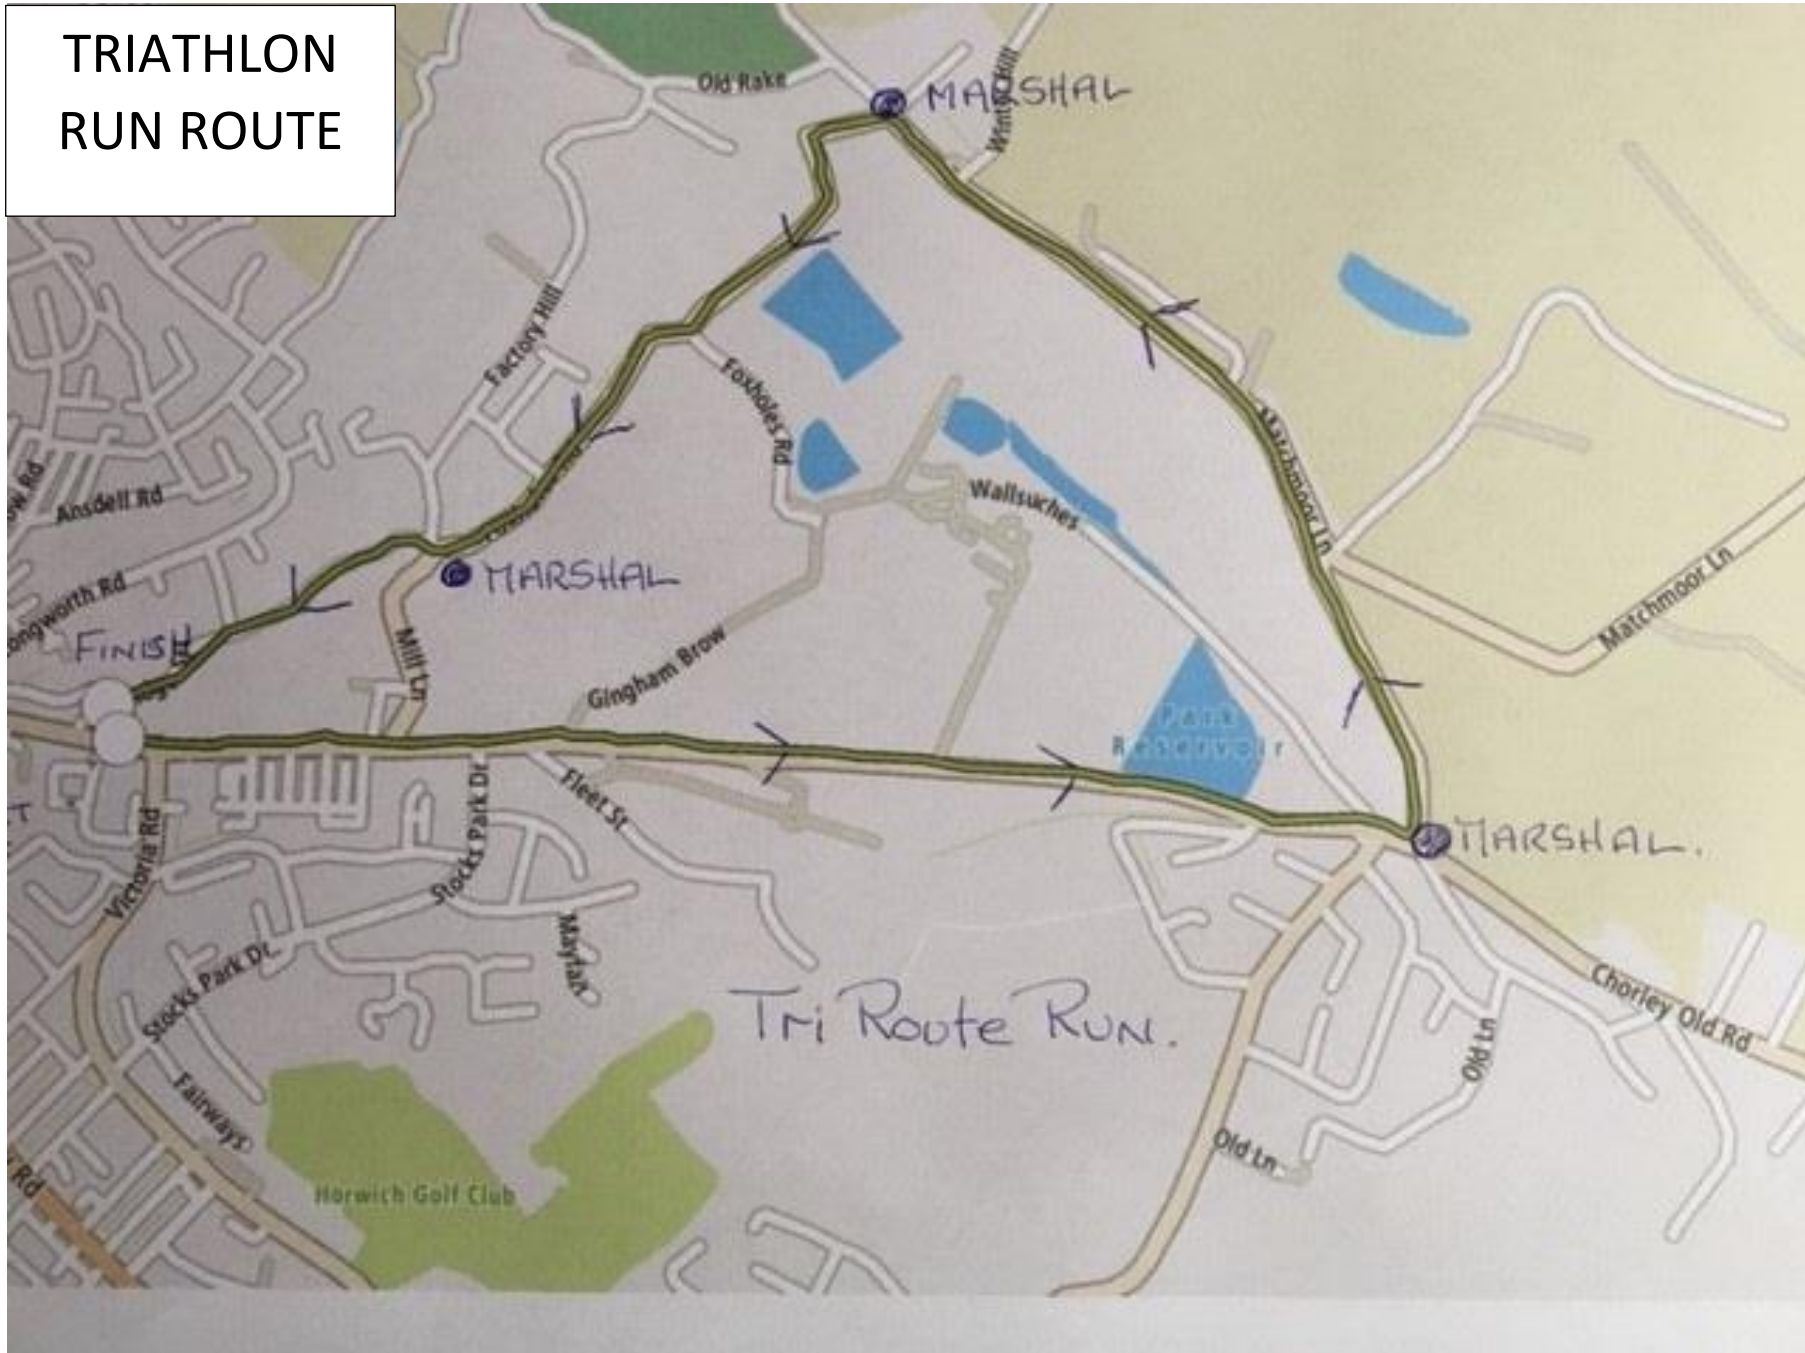 TRIATHLON
RUN ROUTE
Old Rake
MARSHAL
Winter Hill
Factory Hill
Foxholes Rd
Matchmoor Ln
Ansdell Rd
Wallsuches
MARSHAL
FINISH
Mill Ln
Gingham Brow
Matchmoor Ln
Park
Reservoir
Fleet St
Stocks Park Dr
Victoria Rd
MARSHAL.
Stocks Park Dr
Mayfair
Tri Route Run.
Chorley Old Rd
Old Ln
Fairways
Old Ln
Horwich Golf Club
Rd